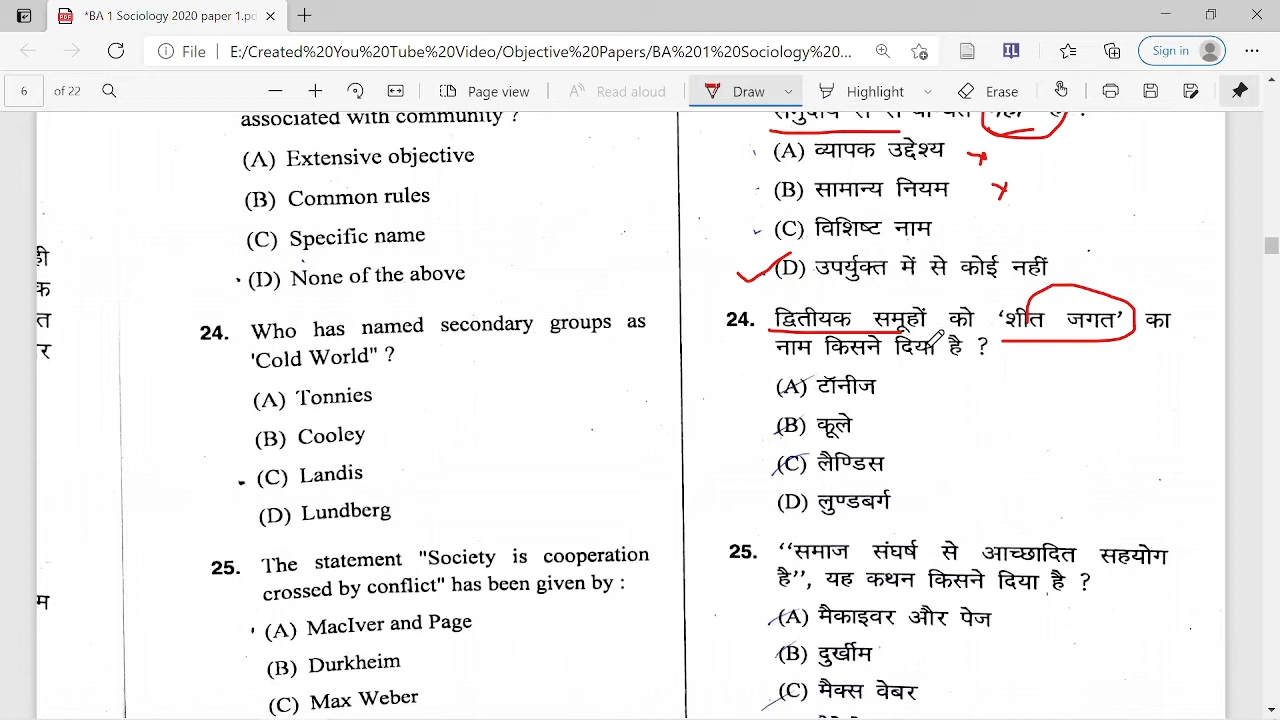 *BA 1 Sociology 2020 paper 1.pd
File
E:/Created%20You%20Tube%20Video/Objective%20Papers/BA%201%20Sociology%20...
IL
Sign in
6 of 22
Page view
Read aloud
Draw
Highlight
Erase
associated with community ?
(A) Extensive objective
(B) Common rules
(C) Specific name
(D) None of the above
24. Who has named secondary groups as
'Cold World" ?
(A) Tonnies
(B) Cooley
(C) Landis
(D) Lundberg
25. The statement "Society is cooperation
crossed by conflict" has been given by :
(A) MacIver and Page
(B) Durkheim
(C) Max Weber
ही
क
त
र
म
(A) व्यापक उद्देश्य
(B) सामान्य नियम
(C) विशिष्ट नाम
(D) उपर्युक्त में से कोई नहीं
24. द्वितीयक समूहों को ‘शीत जगत’ का
नाम किसने दिया है ?
(A) टॉनीज
(B) कूले
(C) लैण्डिस
(D) लुण्डबर्ग
25. ‘‘समाज संघर्ष से आच्छादित सहयोग
है’’, यह कथन किसने दिया है ?
(A) मैकाइवर और पेज
(B) दुर्खीम
(C) मैक्स वेबर